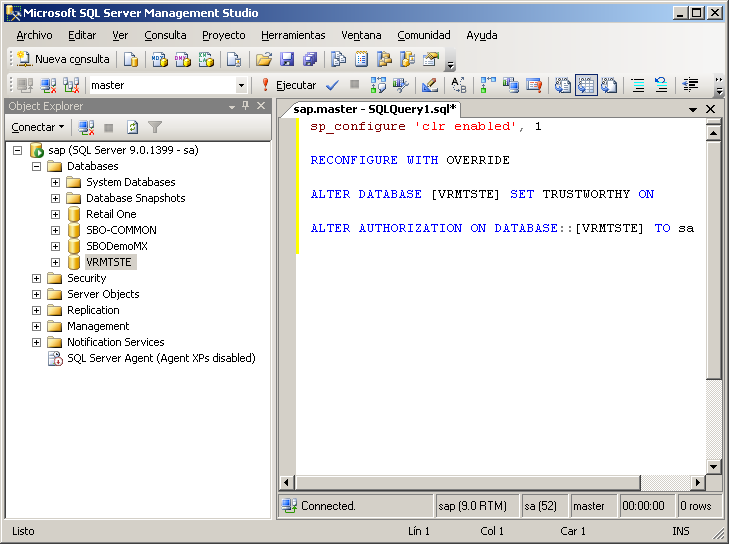 Microsoft SQL Server Management Studio
Archivo Editar Ver Consulta Proyecto Herramientas Ventana Comunidad Ayuda
Nueva consulta
master Ejecutar
Object Explorer
Conectar
sap (SQL Server 9.0.1399 - sa)
Databases
System Databases
Database Snapshots
Retail One
SBO-COMMON
SBODemoMX
VRMTSTE
Security
Server Objects
Replication
Management
Notification Services
SQL Server Agent (Agent XPs disabled)
sap.master - SQLQuery1.sql*
sp_configure 'clr enabled', 1
RECONFIGURE WITH OVERRIDE
ALTER DATABASE [VRMTSTE] SET TRUSTWORTHY ON
ALTER AUTHORIZATION ON DATABASE::[VRMTSTE] TO sa
Connected. sap (9.0 RTM) sa (52) master 00:00:00 0 rows
Listo Lín 1 Col 1 Car 1 INS